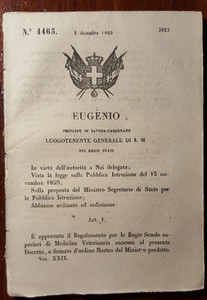 N.° 4465.
8 dicembre 1860
EUGENIO
PRINCIPE DI SAVOIA-CARIGNANO
LUOGOTENENTE GENERALE DI S. M.
NEI REGII STATI
In virtù dell'autorità a Noi delegata;
Vista la legge sulla Pubblica Istruzione del 13 no-
vembre 1859;
Sulla proposta del Ministro Segretario di Stato per
la Pubblica Istruzione;
Abbiamo ordinato ed ordiniamo
Art. 1.
È approvato il Regolamento per le Regie Scuole su-
periori di Medicina Veterinaria annesso al presente
Decreto, e firmato d'ordine Nostro dal Ministro predetto.
Vol. XXIX.